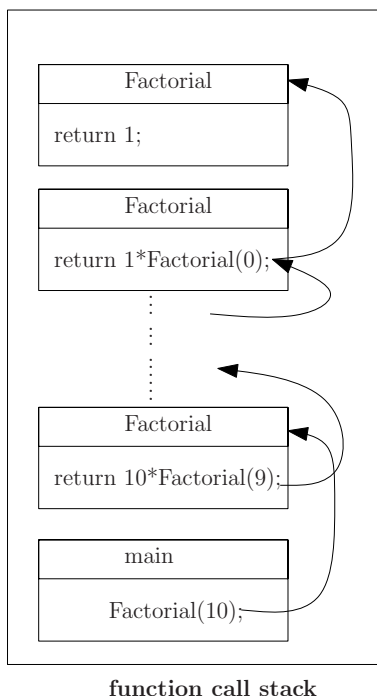 Factorial
return 1;
Factorial
return 1*Factorial(0);
Factorial
return 10*Factorial(9);
main
Factorial(10);
function call stack